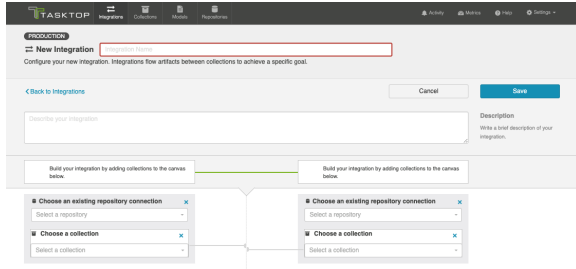 TASKTOP
Integrations
Collections
Models
Repositories
Activity
Metrics
Help
Settings
PRODUCTION
New Integration
Integration Name
Configure your new integration. Integrations flow artifacts between collections to achieve a specific goal.
Back to Integrations
Cancel
Save
Describe your integration
Description
Write a brief description of your
integration.
Build your integration by adding collections to the canvas
below.
Build your integration by adding collections to the canvas
below.
Choose an existing repository connection
Select a repository
Choose a collection
Select a collection
Choose an existing repository connection
Select a repository
Choose a collection
Select a collection